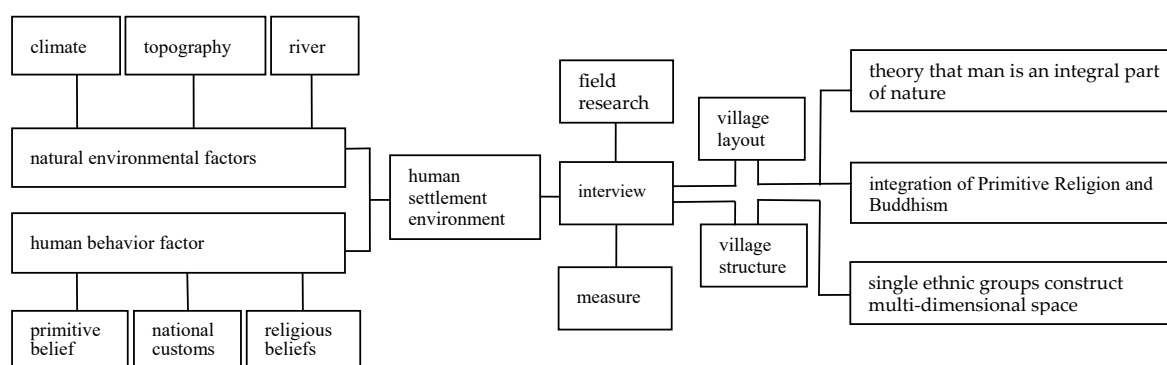 climate
topography
river
natural environmental factors
human behavior factor
primitive
belief
national
customs
religious
beliefs
human
settlement
environment
field
research
interview
measure
village
layout
village
structure
theory that man is an integral part
of nature
integration of Primitive Religion and
Buddhism
single ethnic groups construct
multi-dimensional space